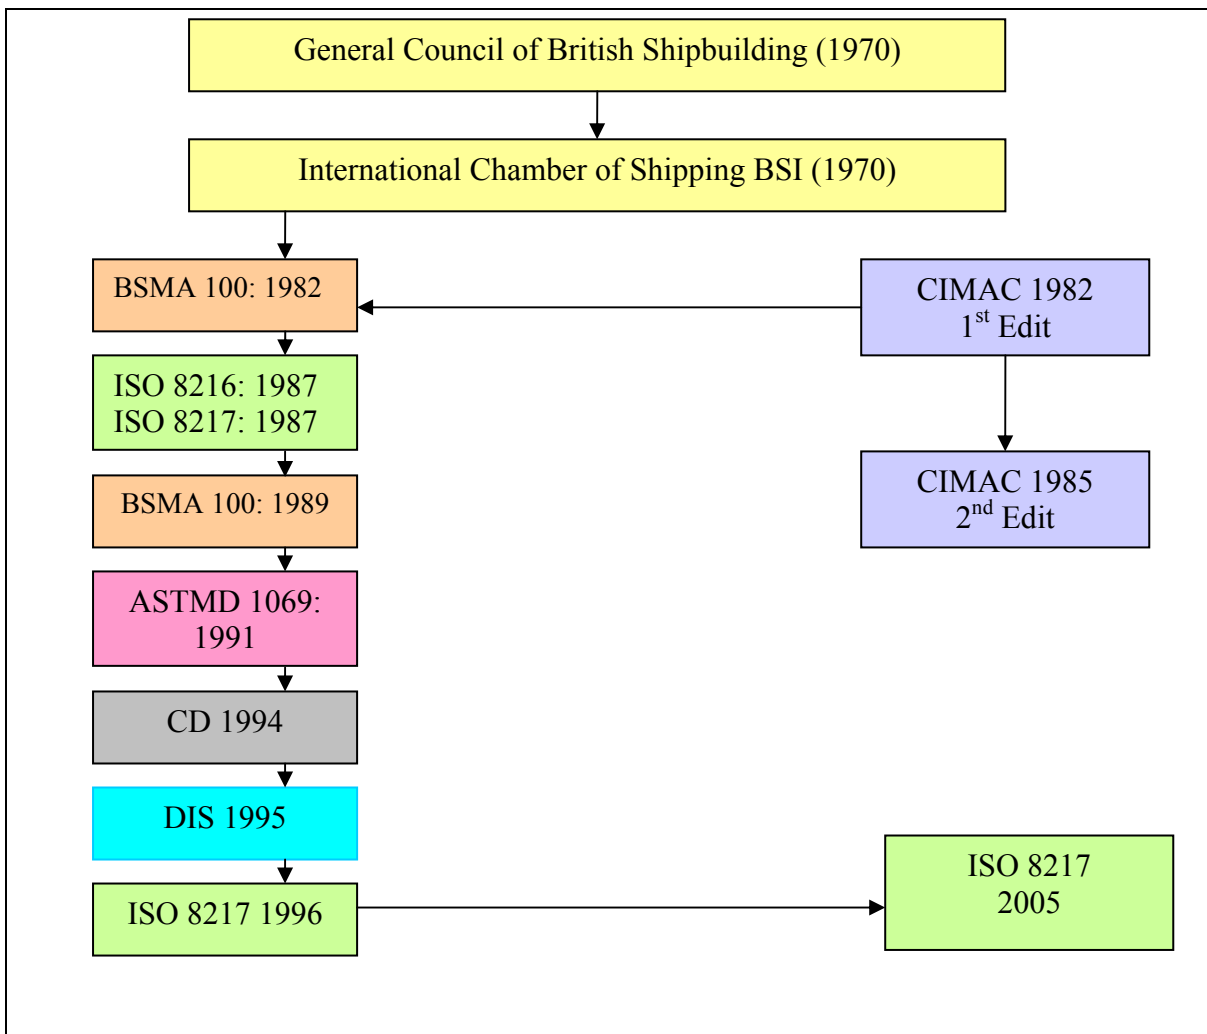 General Council of British Shipbuilding (1970)
International Chamber of Shipping BSI (1970)
BSMA 100: 1982
CIMAC 1982
1st Edit
ISO 8216: 1987
ISO 8217: 1987
BSMA 100: 1989
CIMAC 1985
2nd Edit
ASTMD 1069:
1991
CD 1994
DIS 1995
ISO 8217 1996
ISO 8217
2005